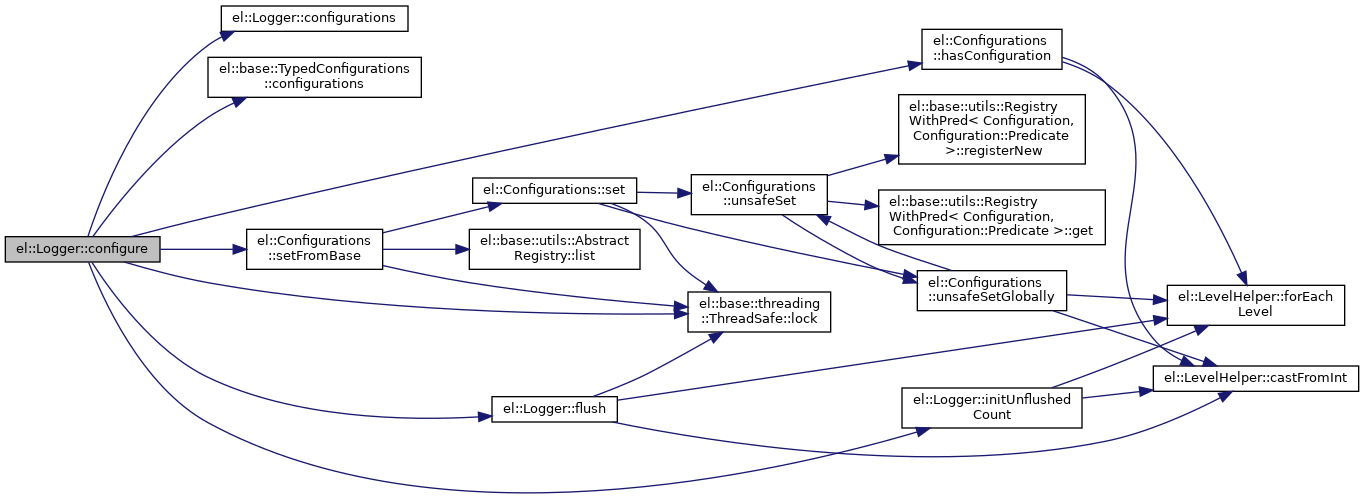 el::Logger::configure
el::Logger::configurations
el::base::TypedConfigurations
::configurations
el::Configurations
::setFromBase
el::Configurations::set
el::base::utils::Abstract
Registry::list
el::Logger::flush
el::Configurations
::unsafeSet
el::base::threading
::ThreadSafe::lock
el::Configurations
::hasConfiguration
el::base::utils::Registry
WithPred< Configuration,
Configuration::Predicate
>::registerNew
el::base::utils::Registry
WithPred< Configuration,
Configuration::Predicate >::get
el::Configurations
::unsafeSetGlobally
el::Logger::initUnflushed
Count
el::LevelHelper::forEach
Level
el::LevelHelper::castFromInt